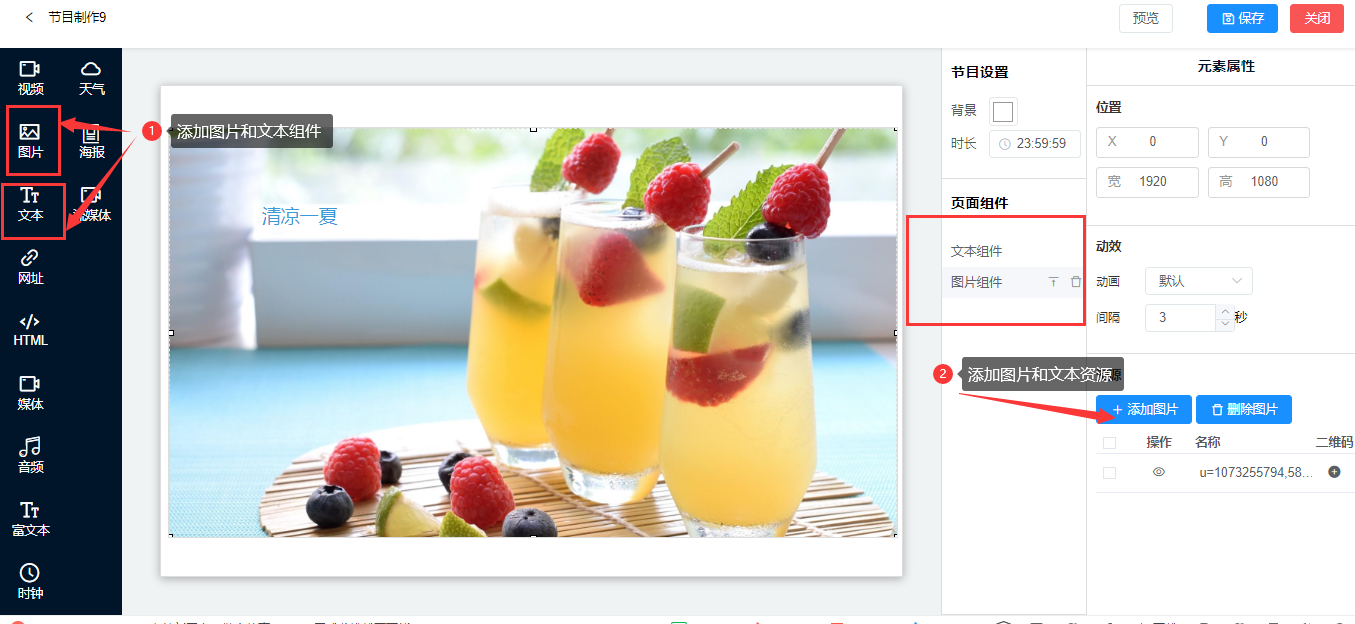 节目制作9
预览
保存
关闭
视频
天气
图片
海报
文本
流媒体
网址
HTML
媒体
音频
富文本
时钟
1
添加图片和文本组件
清凉一夏
节目设置
背景
时长
23:59:59
页面组件
文本组件
图片组件
元素属性
位置
X 0
Y 0
宽 1920
高 1080
动效
动画
默认
间隔
3
秒
2
添加图片和文本资源
添加图片
删除图片
操作 名称 二维码
u=1073255794,58...